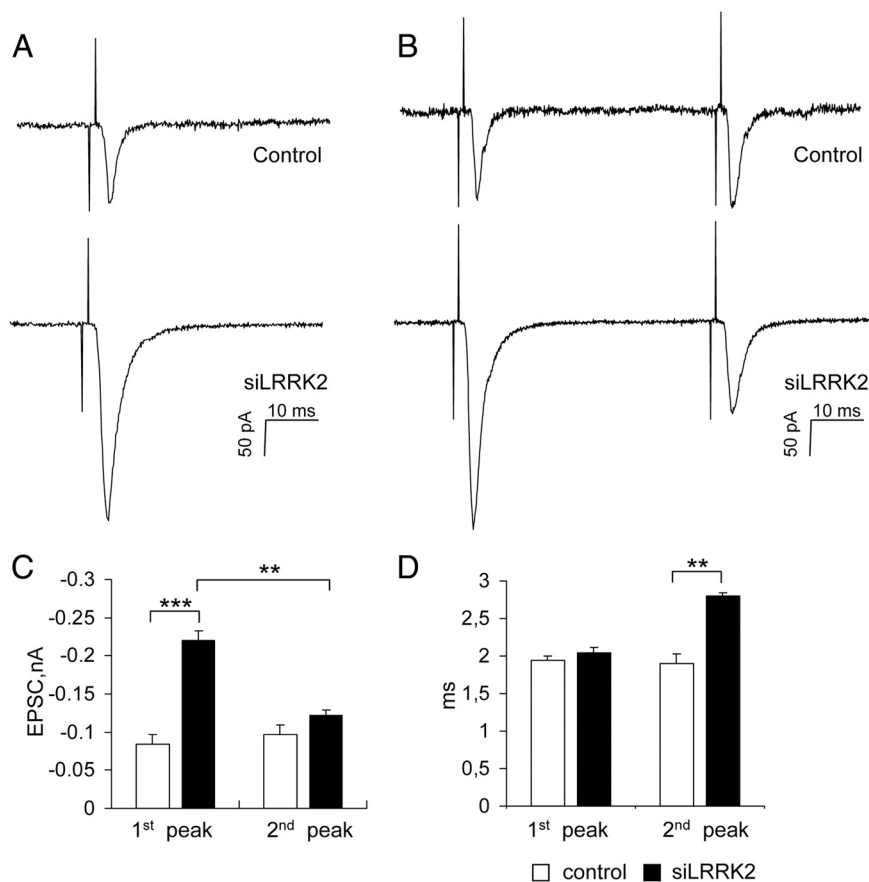 A
B
Control
Control
siLRRK2
10 ms
50 pA
siLRRK2
10 ms
50 pA
C
D
-0.3
-0.25
-0.2
-0.15
-0.1
-0.05
0
EPSC,nA
***
**
1st peak
2nd peak
3
2,5
2
1,5
1
0,5
0
ms
**
1st peak
2nd peak
control
siLRRK2